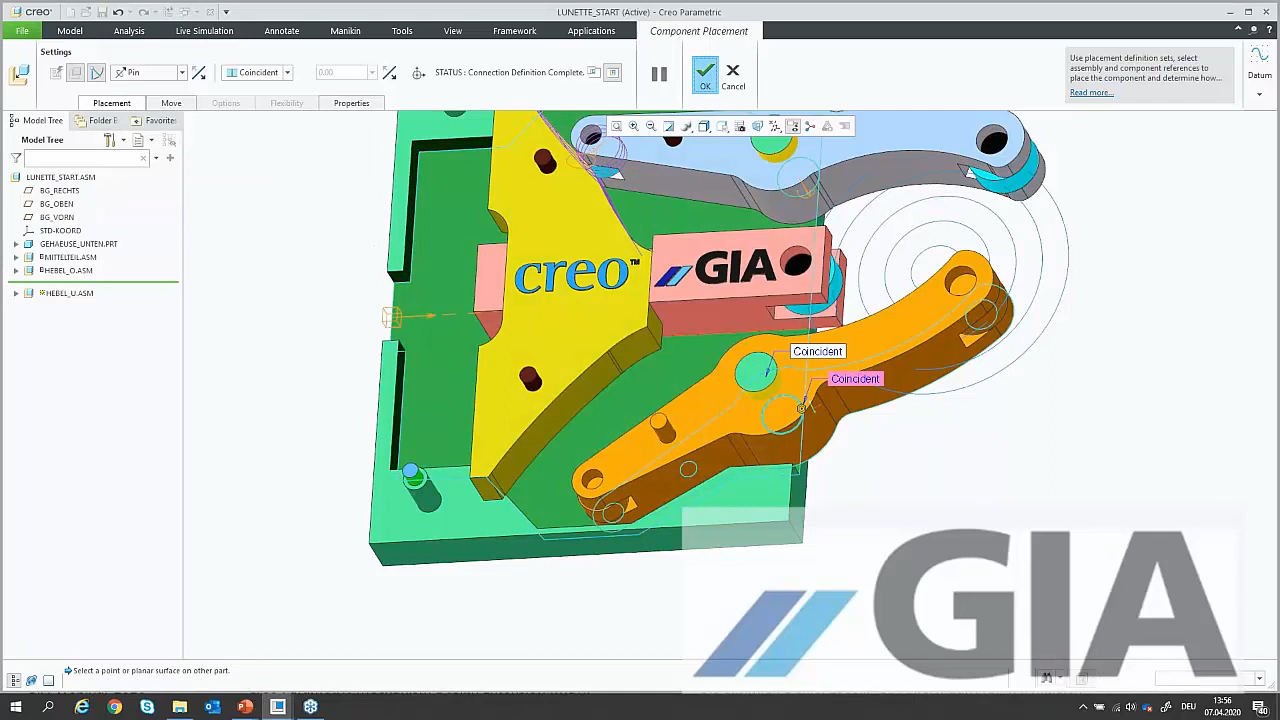 creo
LUNETTE_START (Active) - Creo Parametric
File
Model
Analysis
Live Simulation
Annotate
Manikin
Tools
View
Framework
Applications
Component Placement
Settings
Pin
Coincident
0.00
STATUS : Connection Definition Complete.
OK
Cancel
Use placement definition sets, select
assembly and component references to
place the component and determine how...
Read more...
Datum
Placement
Move
Options
Flexibility
Properties
Model Tree
Folder B
Favorites
Model Tree
LUNETTE_START.ASM
BG_RECHTS
BG_OBEN
BG_VORN
STD-KOORD
GEHAEUSE_UNTEN.PRT
MITTELTEIL.ASM
HEBEL_O.ASM
HEBEL_U.ASM
creo™
GIA
Coincident
Coincident
GIA
Select a point or planar surface on other part.
DEU
13:56
07.04.2020